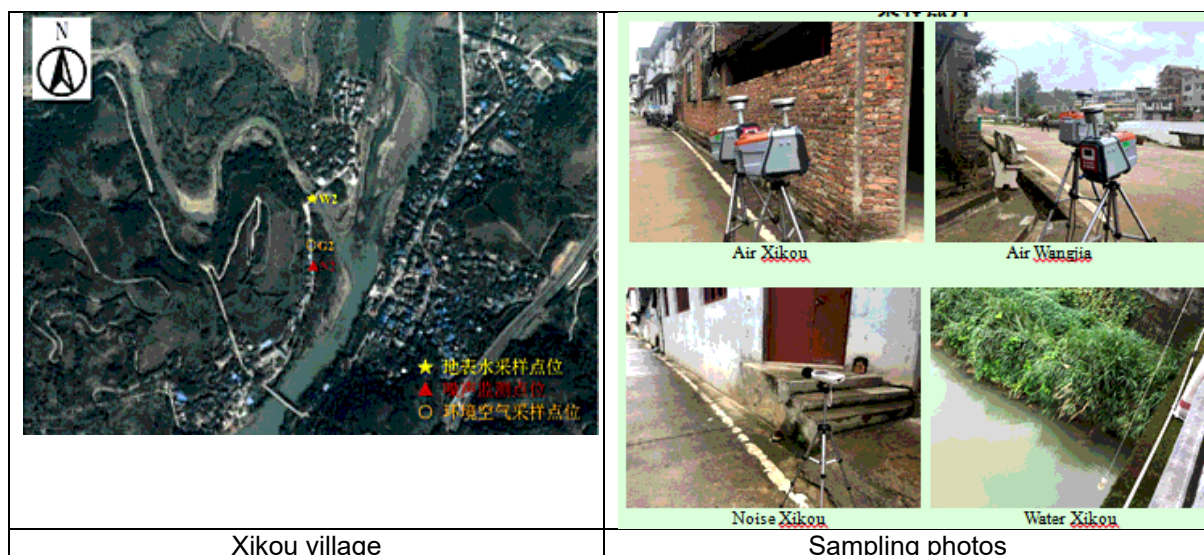 N
W2
G2
N2
地表水采样点位
噪声监测点位
环境空气采样点位
Air Xikou
Air Wangjia
Noise Xikou
Water Xikou
Xikou village
Sampling photos